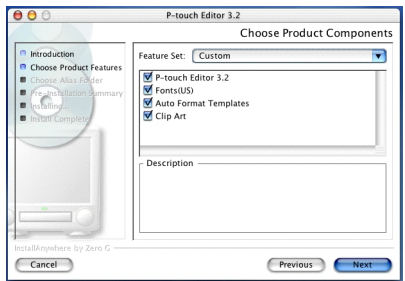 P-touch Editor 3.2
Choose Product Components
Introduction
Choose Product Features
Choose Alias Folder
Pre-Installation Summary
Installing...
Install Complete
Feature Set: Custom
P-touch Editor 3.2
Fonts(US)
Auto Format Templates
Clip Art
Description
InstallAnywhere by Zero G
Cancel
Previous
Next